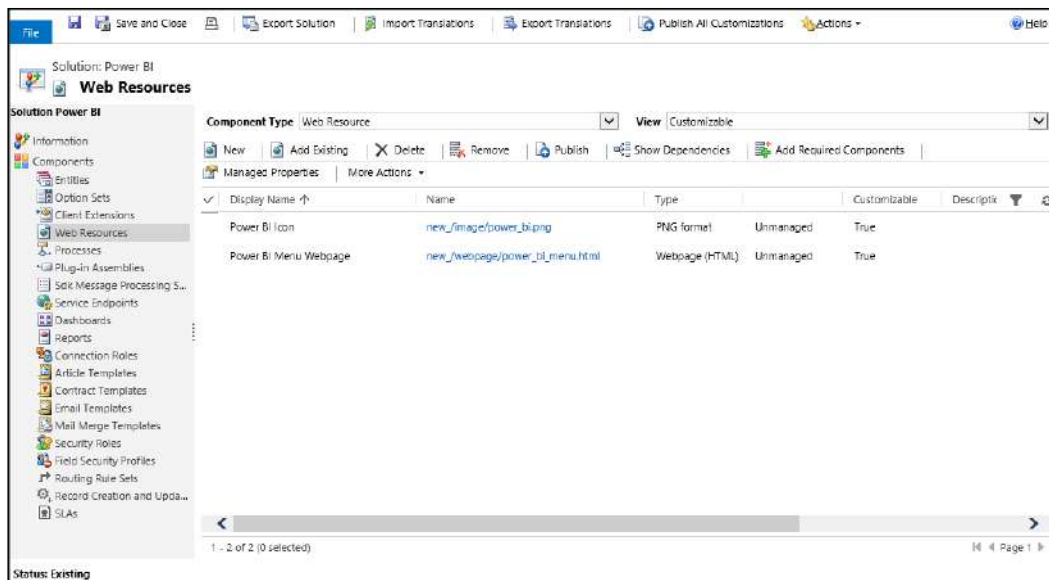 File Save and Close Export Solution Import Translations Export Translations Publish All Customizations Actions Help
Solution: Power BI
Web Resources
Solution Power BI
Information
Components
Entities
Option Sets
Client Extensions
Web Resources
Processes
Plug-in Assemblies
Sdk Message Processing S...
Service Endpoints
Dashboards
Reports
Connection Roles
Article Templates
Contract Templates
Email Templates
Mail Merge Templates
Security Roles
Field Security Profiles
Routing Rule Sets
Record Creation and Upda...
SLAs
Component Type Web Resource View Customizable
New Add Existing Delete Remove Publish Show Dependencies Add Required Components
Managed Properties More Actions
Display Name Name Type Customizable Descriptic
Power BI Icon new_/image/power_bi.png PNG format Unmanaged True
Power BI Menu Webpage new_/webpage/power_bi_menu.html Webpage (HTML) Unmanaged True
1 - 2 of 2 (0 selected) Page 1
Status: Existing